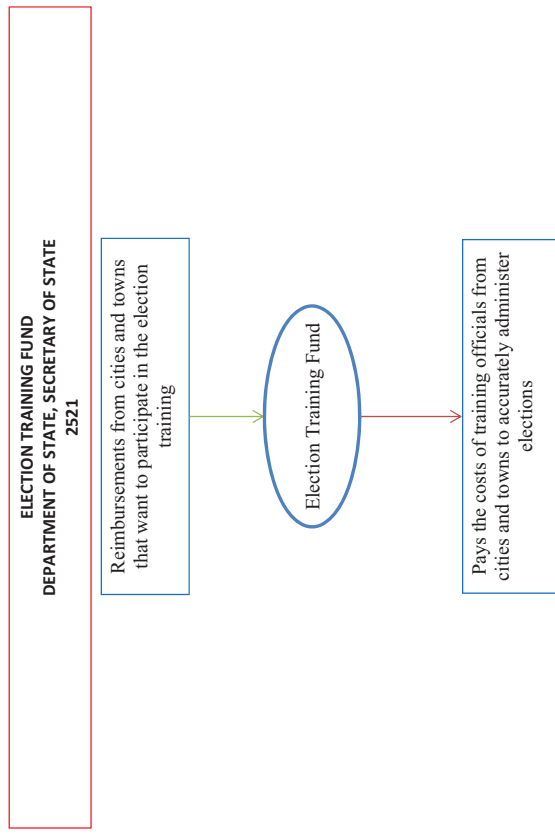 ELECTION TRAINING FUND
DEPARTMENT OF STATE, SECRETARY OF STATE
2521
Reimbursements from cities and towns
that want to participate in the election
training
Election Training Fund
Pays the costs of training officials from
cities and towns to accurately administer
elections